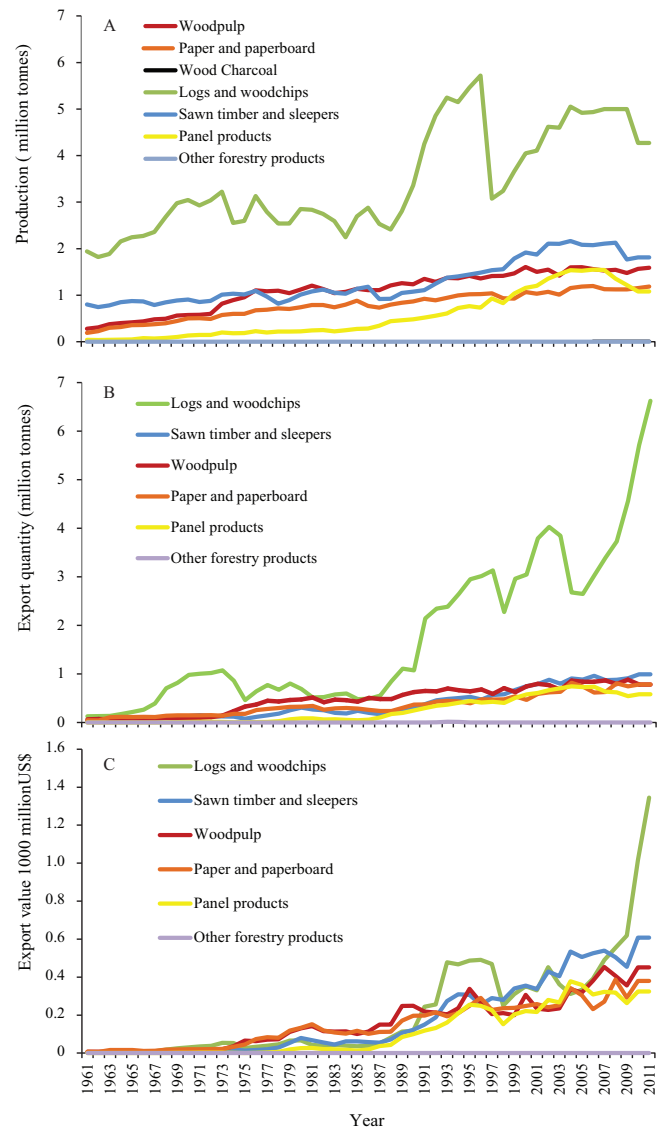 A
Woodpulp
Paper and paperboard
Wood Charcoal
Logs and woodchips
Sawn timber and sleepers
Panel products
Other forestry products
Production ( million tonnes)
7
6
5
4
3
2
1
0
B
Logs and woodchips
Sawn timber and sleepers
Woodpulp
Paper and paperboard
Panel products
Other forestry products
Export quantity (million tonnes)
7
6
5
4
3
2
1
0
C
Logs and woodchips
Sawn timber and sleepers
Woodpulp
Paper and paperboard
Panel products
Other forestry products
Export value 1000 millionUS$
1.6
1.4
1.2
1.0
0.8
0.6
0.4
0.2
0
1961 1963 1965 1967 1969 1971 1973 1975 1977 1979 1981 1983 1985 1987 1989 1991 1993 1995 1997 1999 2001 2003 2005 2007 2009 2011
Year